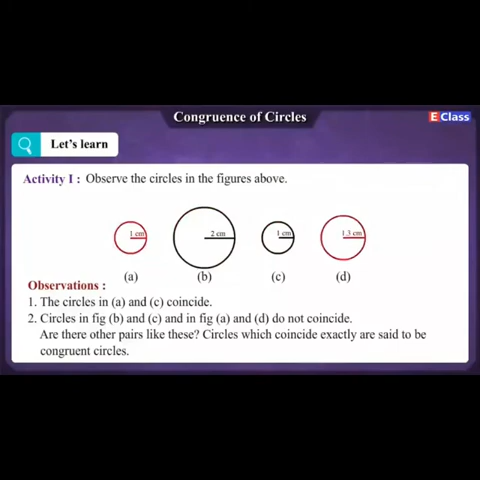 Congruence of Circles
E Class
Let's learn
Activity I : Observe the circles in the figures above.
1 cm
2 cm
1 cm
1.3 cm
(a)
(b)
(c)
(d)
Observations :
1. The circles in (a) and (c) coincide.
2. Circles in fig (b) and (c) and in fig (a) and (d) do not coincide.
Are there other pairs like these? Circles which coincide exactly are said to be
congruent circles.